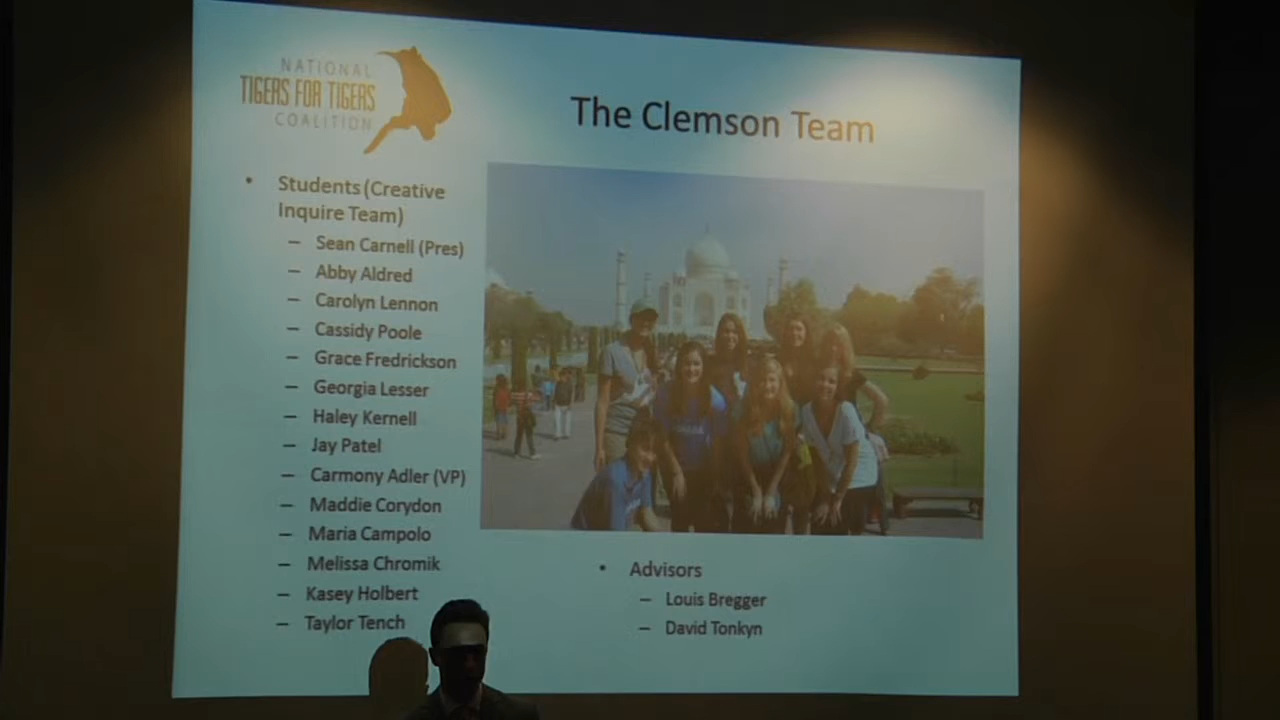 NATIONAL
TIGERS FOR TIGERS
COALITION
The Clemson Team
• Students (Creative
Inquire Team)
– Sean Carnell (Pres)
– Abby Aldred
– Carolyn Lennon
– Cassidy Poole
– Grace Fredrickson
– Georgia Lesser
– Haley Kernell
– Jay Patel
– Carmony Adler (VP)
– Maddie Corydon
– Maria Campolo
– Melissa Chromik
– Kasey Holbert
– Taylor Tench
• Advisors
– Louis Bregger
– David Tonkyn